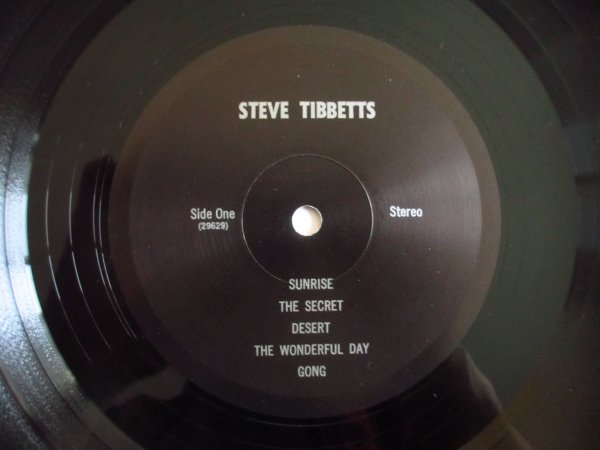 STEVE TIBBETTS
Side One
(29629)
Stereo
SUNRISE
THE SECRET
DESERT
THE WONDERFUL DAY
GONG